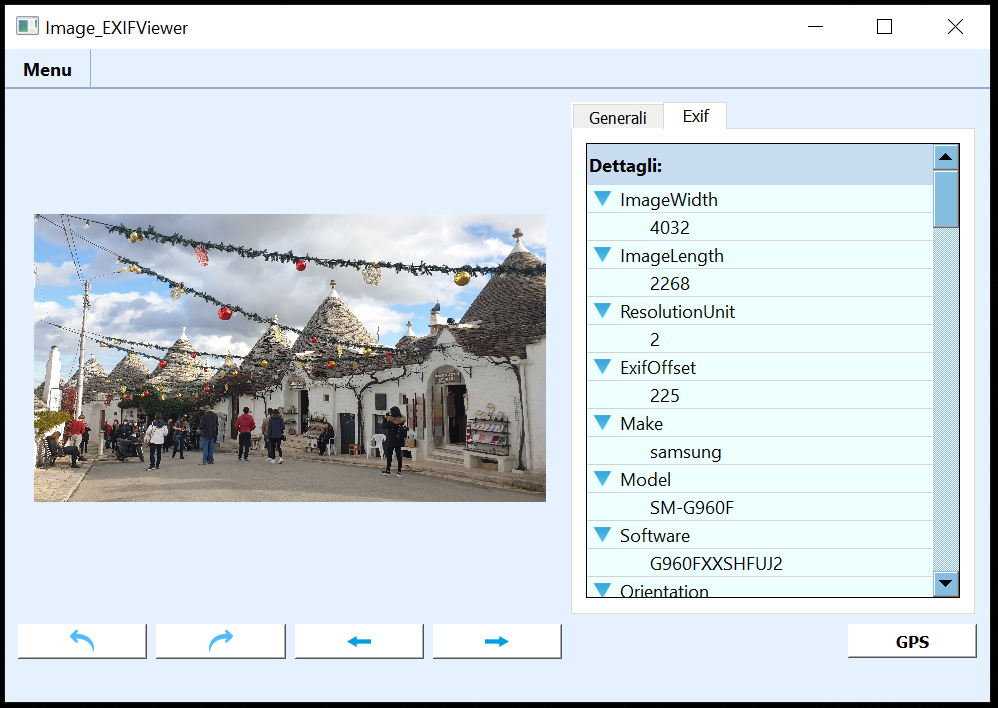 Image_EXIFViewer
Menu
Generali
Exif
Dettagli:
ImageWidth
4032
ImageLength
2268
ResolutionUnit
2
ExifOffset
225
Make
samsung
Model
SM-G960F
Software
G960FXXSHFUJ2
Orientation
GPS